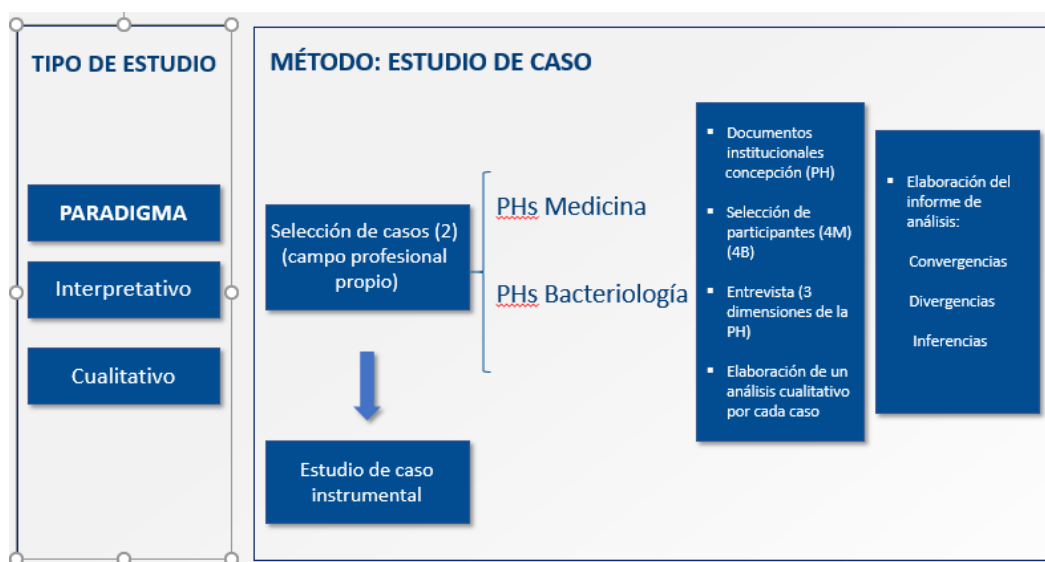 TIPO DE ESTUDIO
PARADIGMA
Interpretativo
Cualitativo
MÉTODO: ESTUDIO DE CASO
Selección de casos (2)
(campo profesional
propio)
Estudio de caso
instrumental
PHs Medicina
PHs Bacteriología
▪ Documentos
institucionales
concepción (PH)
▪ Selección de
participantes (4M)
(4B)
▪ Entrevista (3
dimensiones de la
PH)
▪ Elaboración de un
análisis cualitativo
por cada caso
▪ Elaboración del
informe de
análisis:
Convergencias
Divergencias
Inferencias